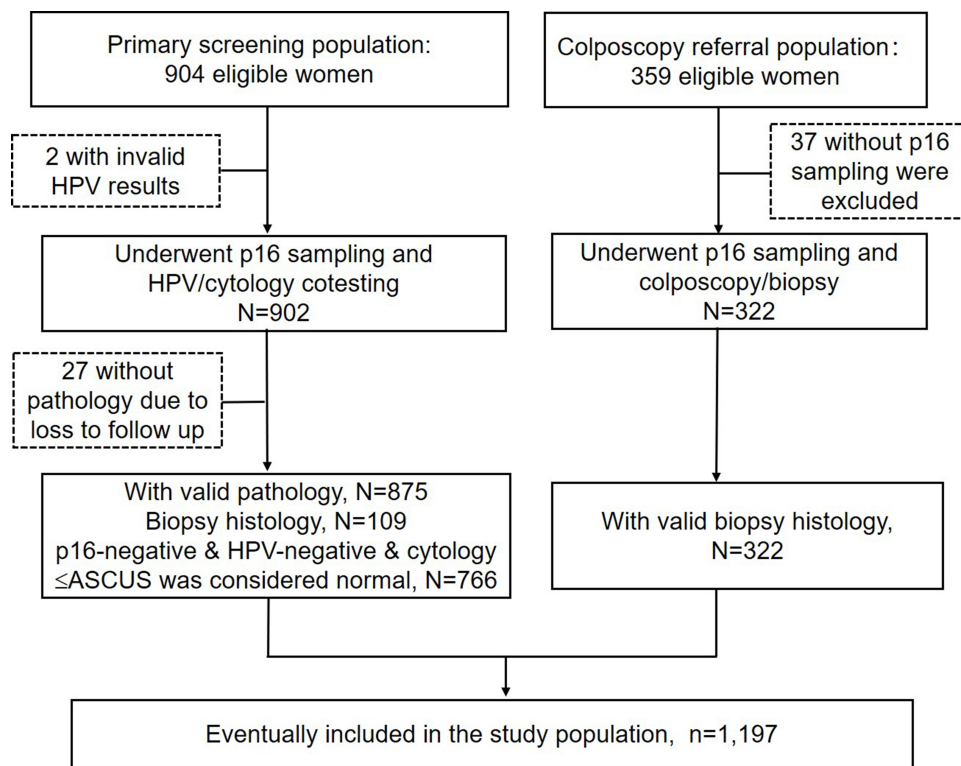 Primary screening population:
904 eligible women
Colposcopy referral population:
359 eligible women
2 with invalid
HPV results
37 without p16
sampling were
excluded
Underwent p16 sampling and
HPV/cytology cotesting
N=902
Underwent p16 sampling and
colposcopy/biopsy
N=322
27 without
pathology due to
loss to follow up
With valid pathology, N=875
Biopsy histology, N=109
p16-negative & HPV-negative & cytology
≤ASCUS was considered normal, N=766
With valid biopsy histology,
N=322
Eventually included in the study population, n=1,197